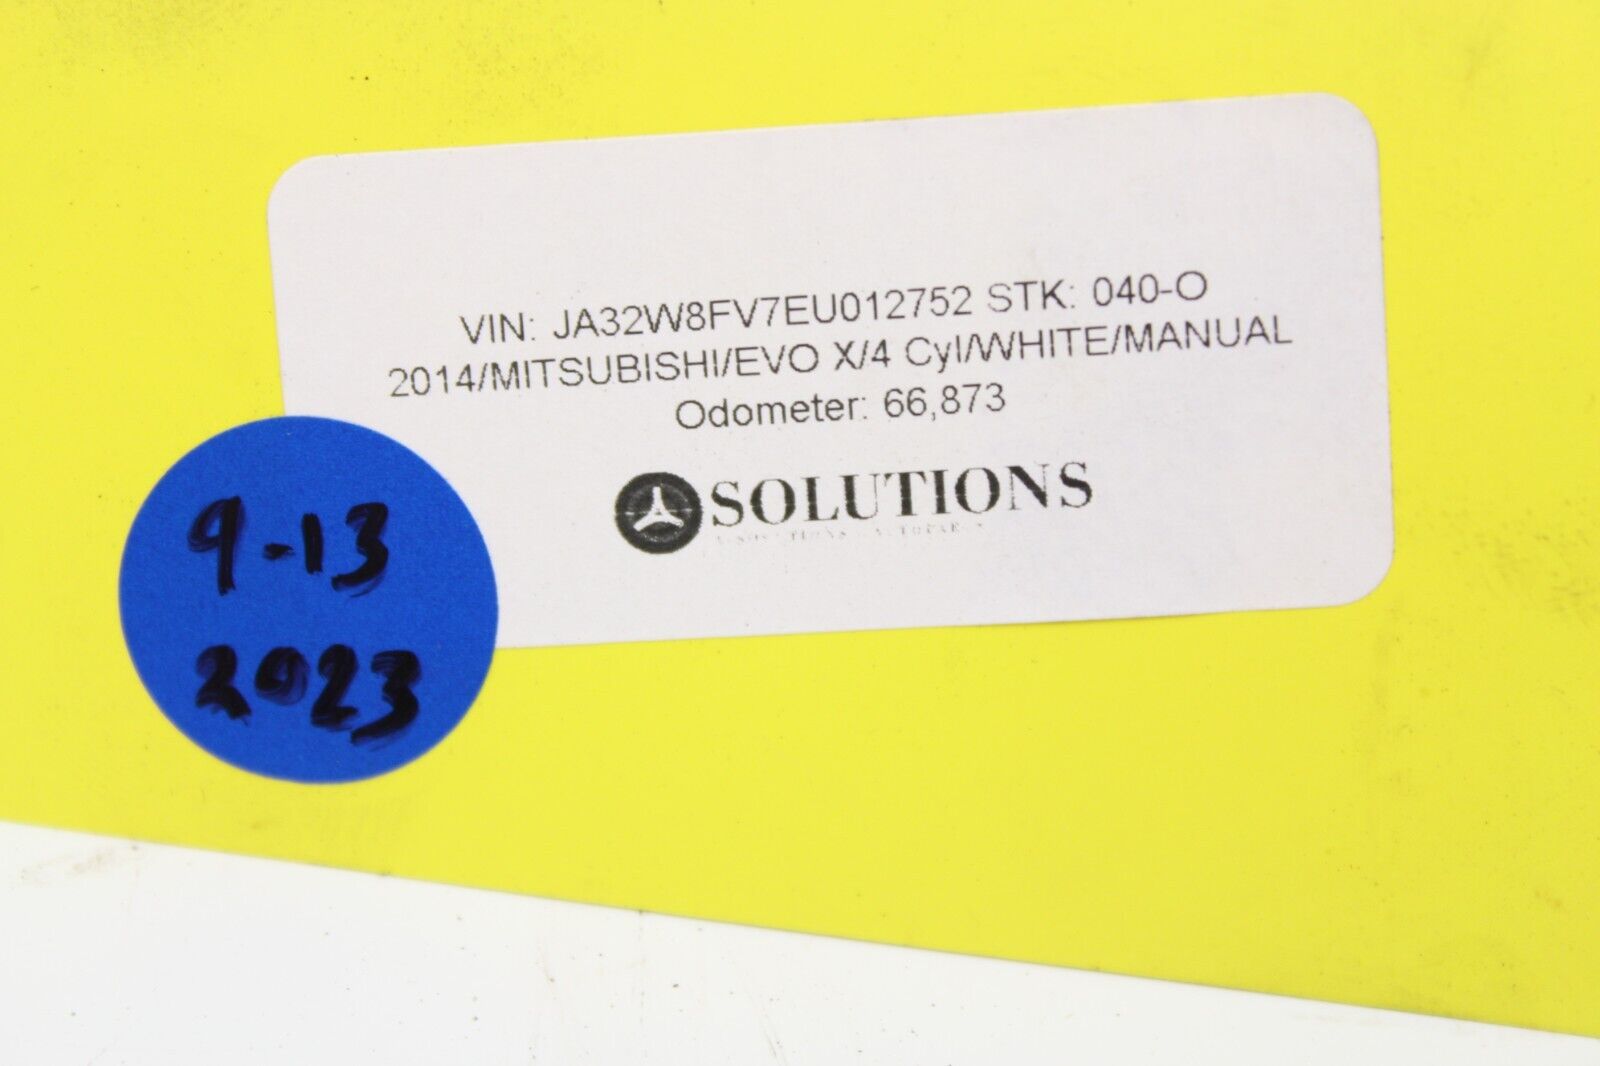 VIN: JA32W8FV7EU012752 STK: 040-O
2014/MITSUBISHI/EVO X/4 Cyl/WHITE/MANUAL
Odometer: 66,873
SOLUTIONS
9-13
2023